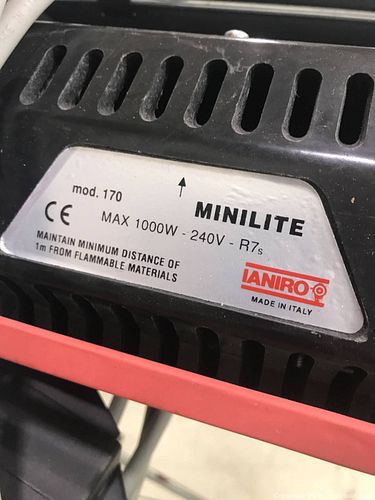 mod. 170
MINILITE
CE
MAX 1000W - 240V - R7s
MAINTAIN MINIMUM DISTANCE OF
1m FROM FLAMMABLE MATERIALS
IANIRO
MADE IN ITALY